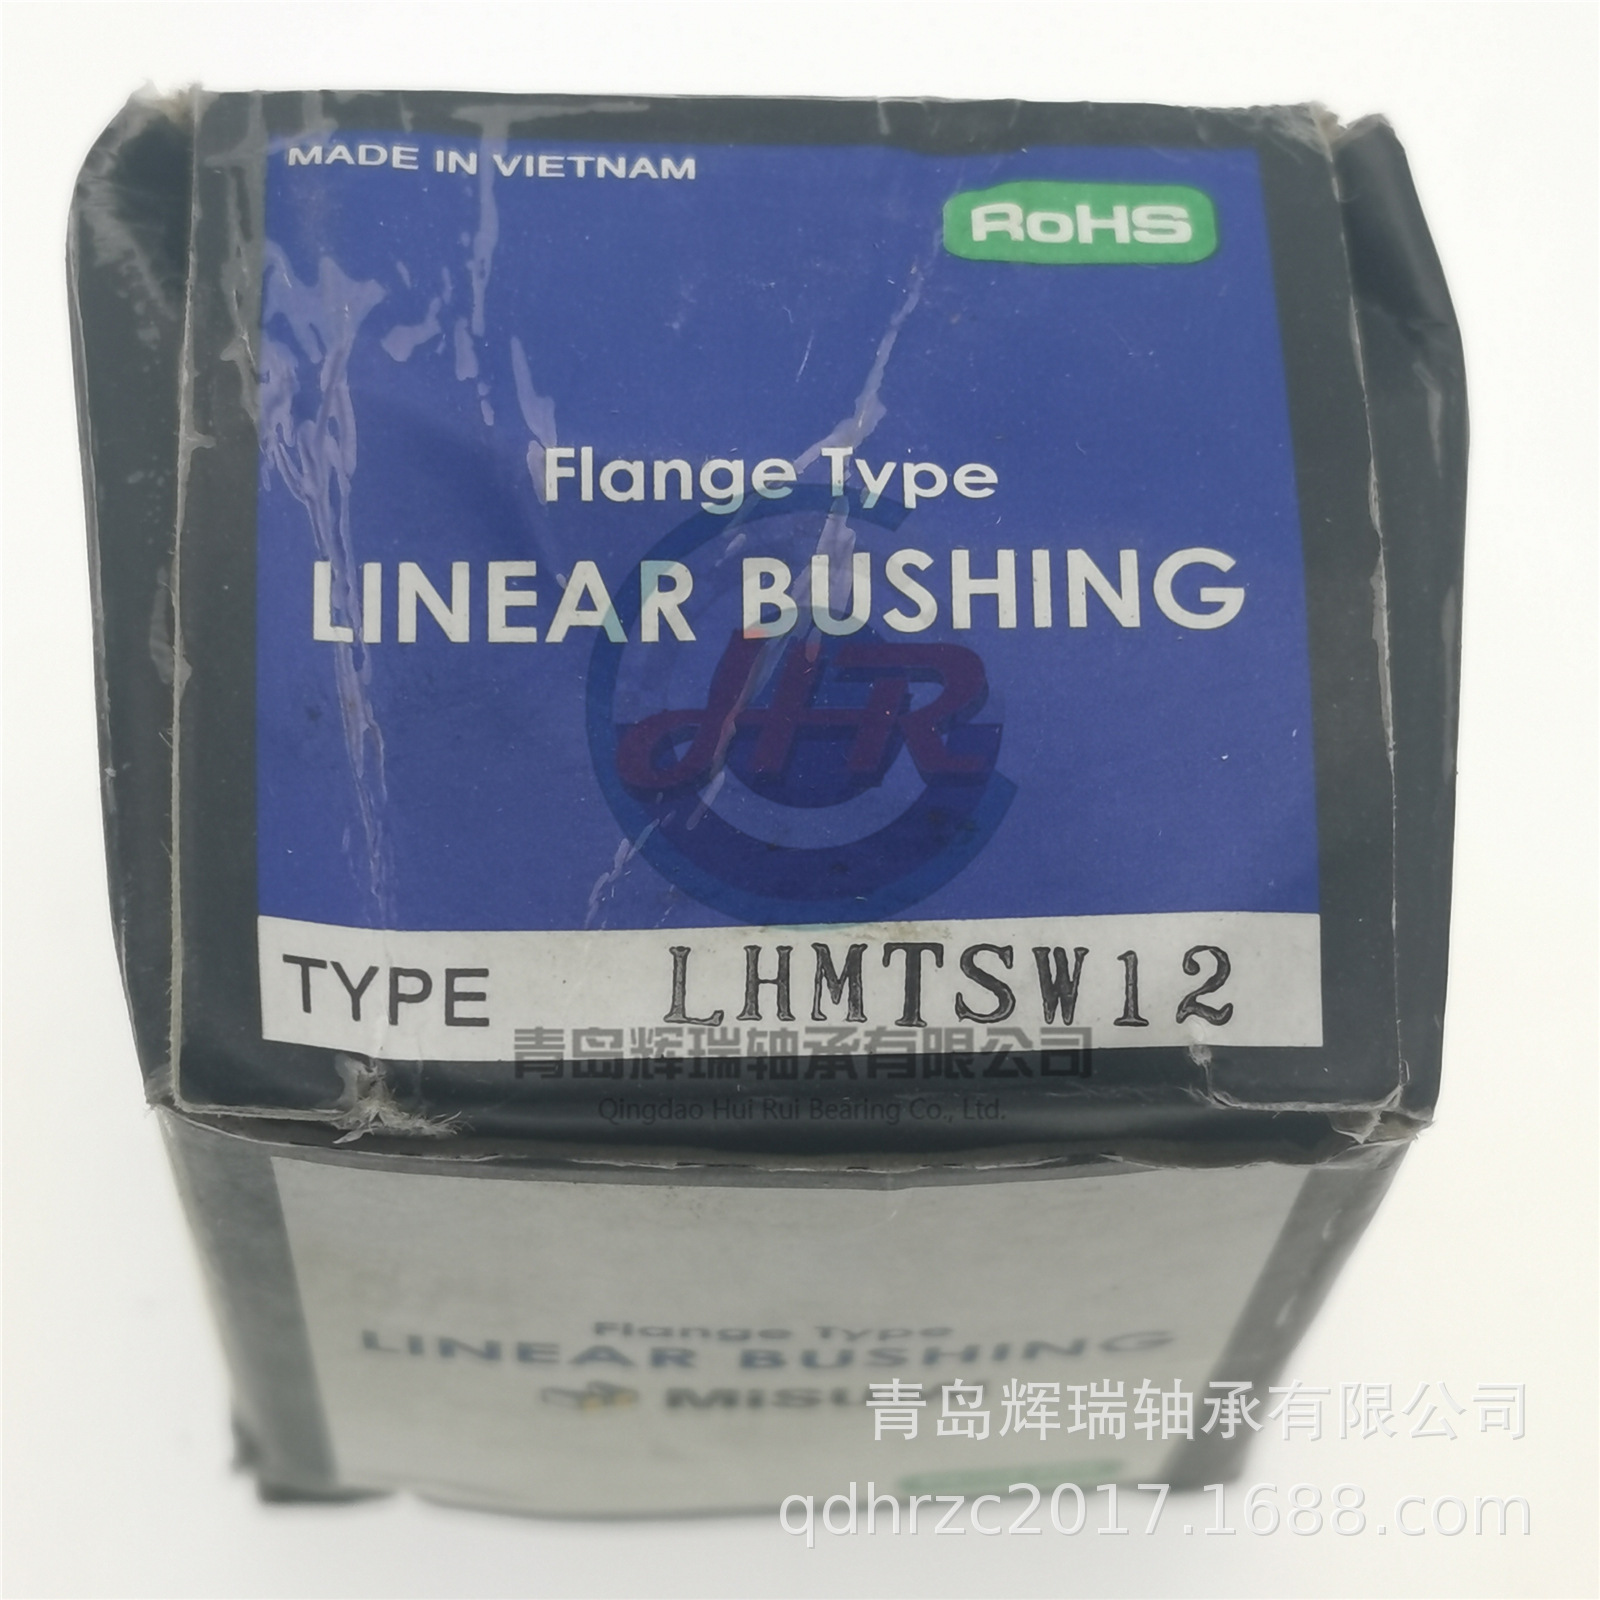 MADE IN VIETNAM
RoHS
Flange Type
LINEAR BUSHING
HR
TYPE LHMTSW12
青岛辉瑞轴承有限公司
Qingdao Hui Rui Bearing Co., Ltd.
Flange Type
LINEAR BUSHING
MiSUMi
青岛辉瑞轴承有限公司
qdhrzc2017.1688.com